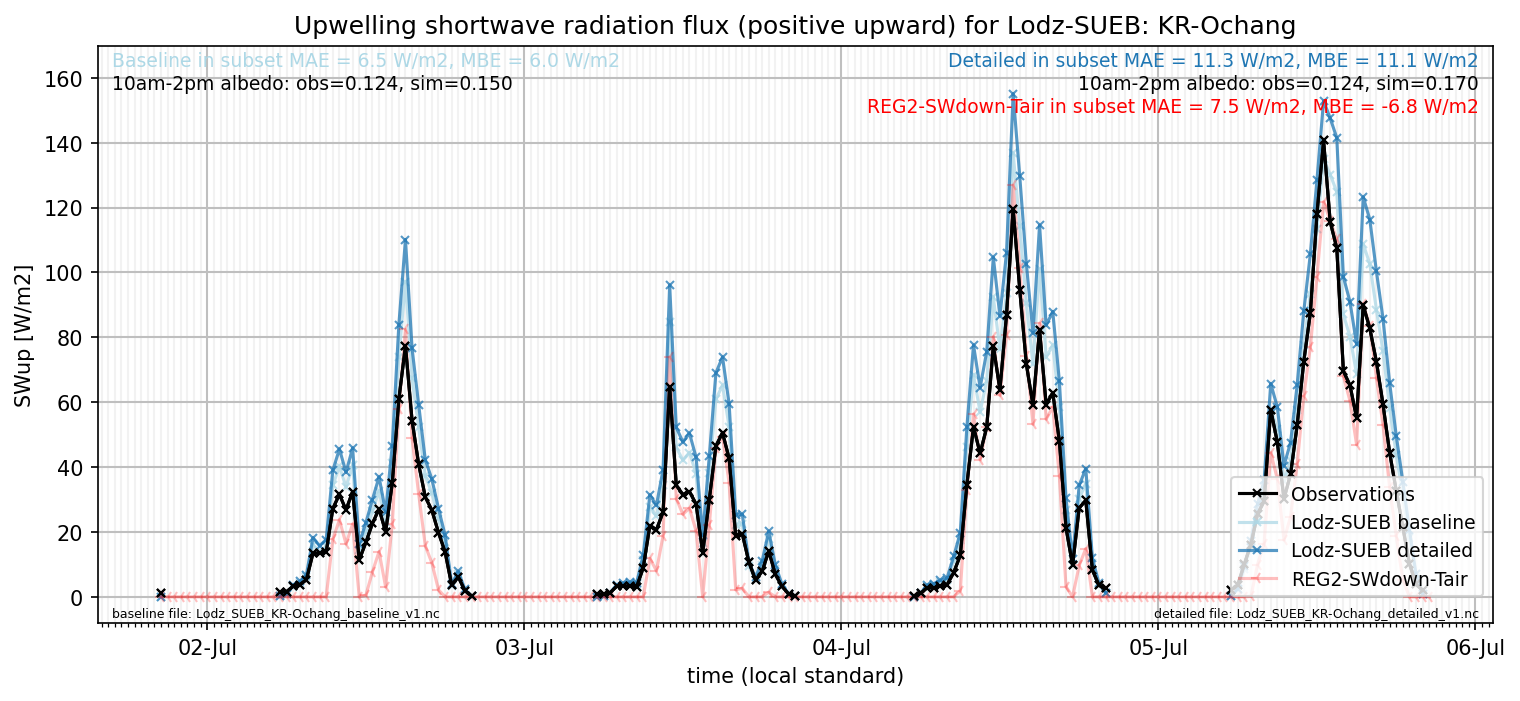 Upwelling shortwave radiation flux (positive upward) for Lodz-SUEB: KR-Ochang
Baseline in subset MAE = 6.5 W/m2, MBE = 6.0 W/m2
10am-2pm albedo: obs=0.124, sim=0.150
Detailed in subset MAE = 11.3 W/m2, MBE = 11.1 W/m2
10am-2pm albedo: obs=0.124, sim=0.170
REG2-SWdown-Tair in subset MAE = 7.5 W/m2, MBE = -6.8 W/m2
SWup [W/m2]
160
140
120
100
80
60
40
20
0
Observations
Lodz-SUEB baseline
Lodz-SUEB detailed
REG2-SWdown-Tair
baseline file: Lodz_SUEB_KR-Ochang_baseline_v1.nc
detailed file: Lodz_SUEB_KR-Ochang_detailed_v1.nc
02-Jul
03-Jul
04-Jul
05-Jul
06-Jul
time (local standard)